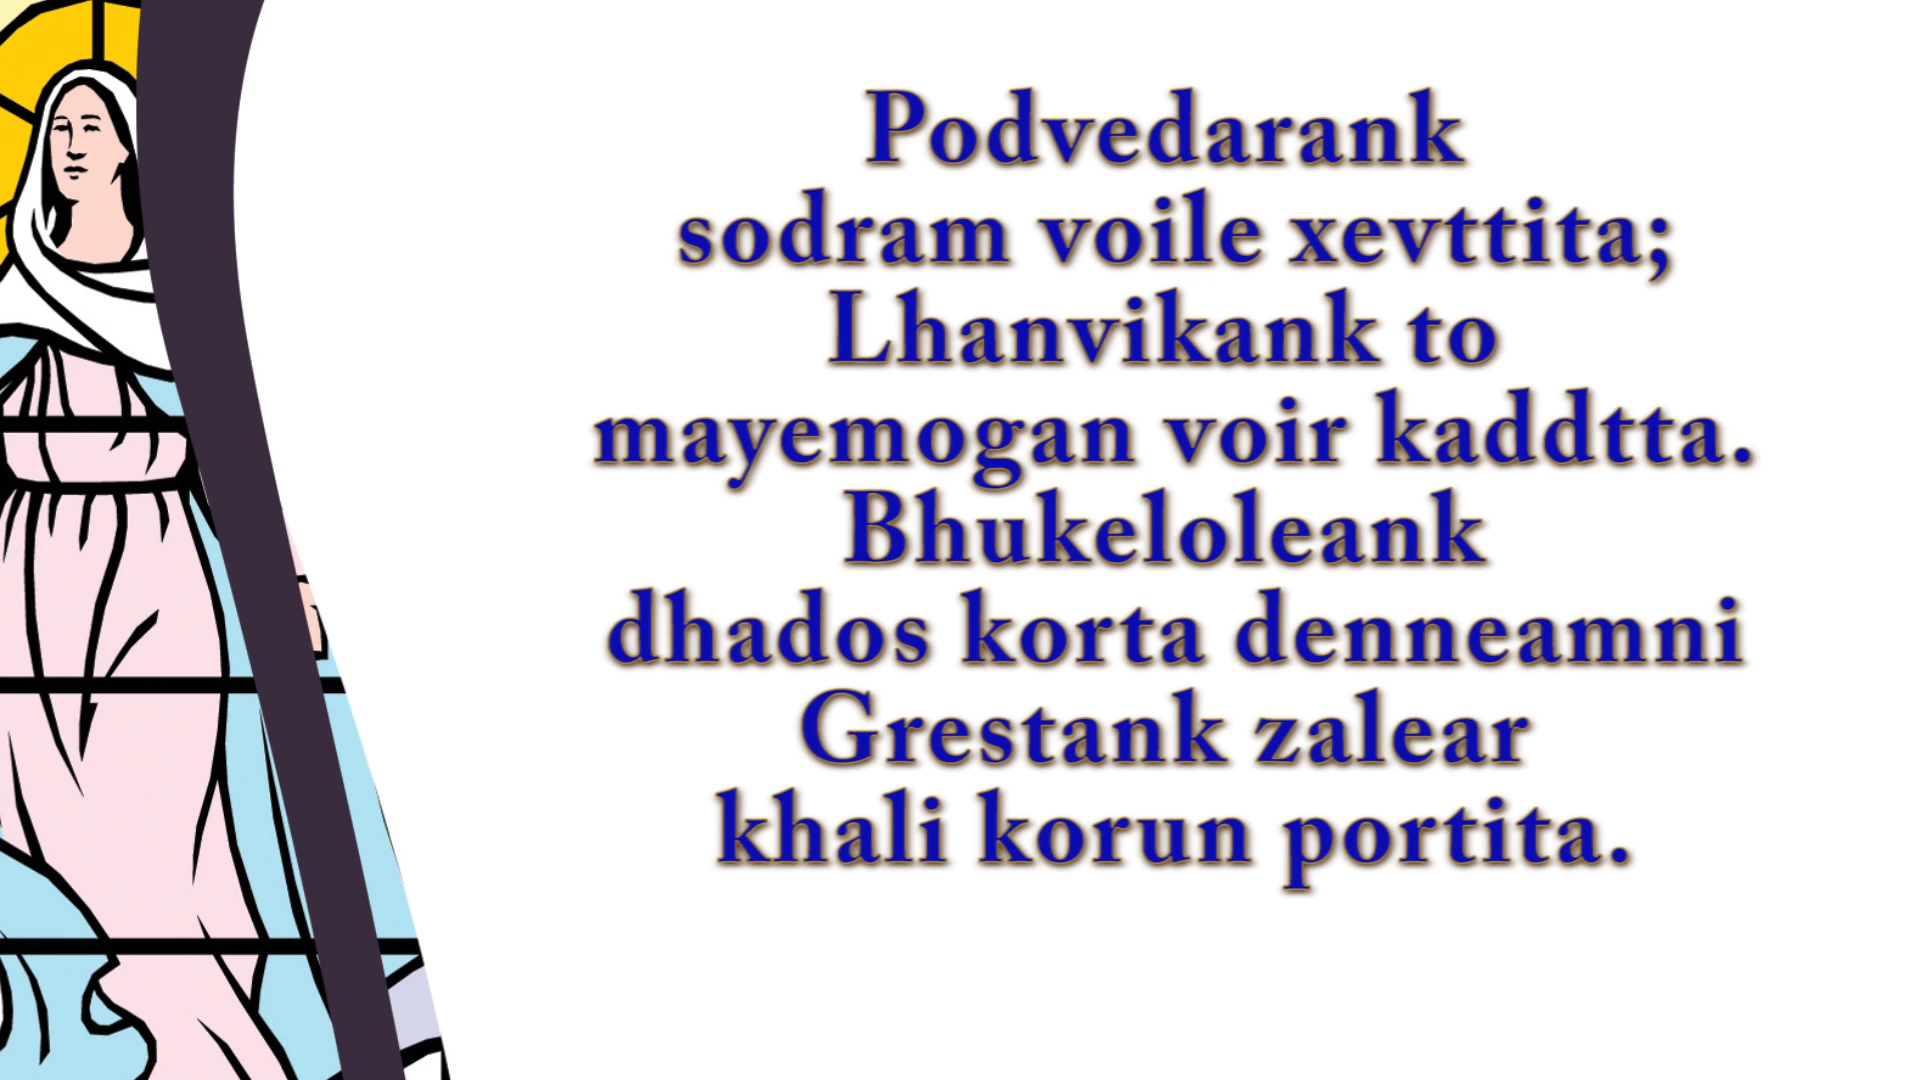 Podvedarank
sodram voile xevttita;
Lhanvikank to
mayemogan voir kaddtta.
Bhukeloleank
dhados korta denneamni
Grestank zalear
khali korun portita.